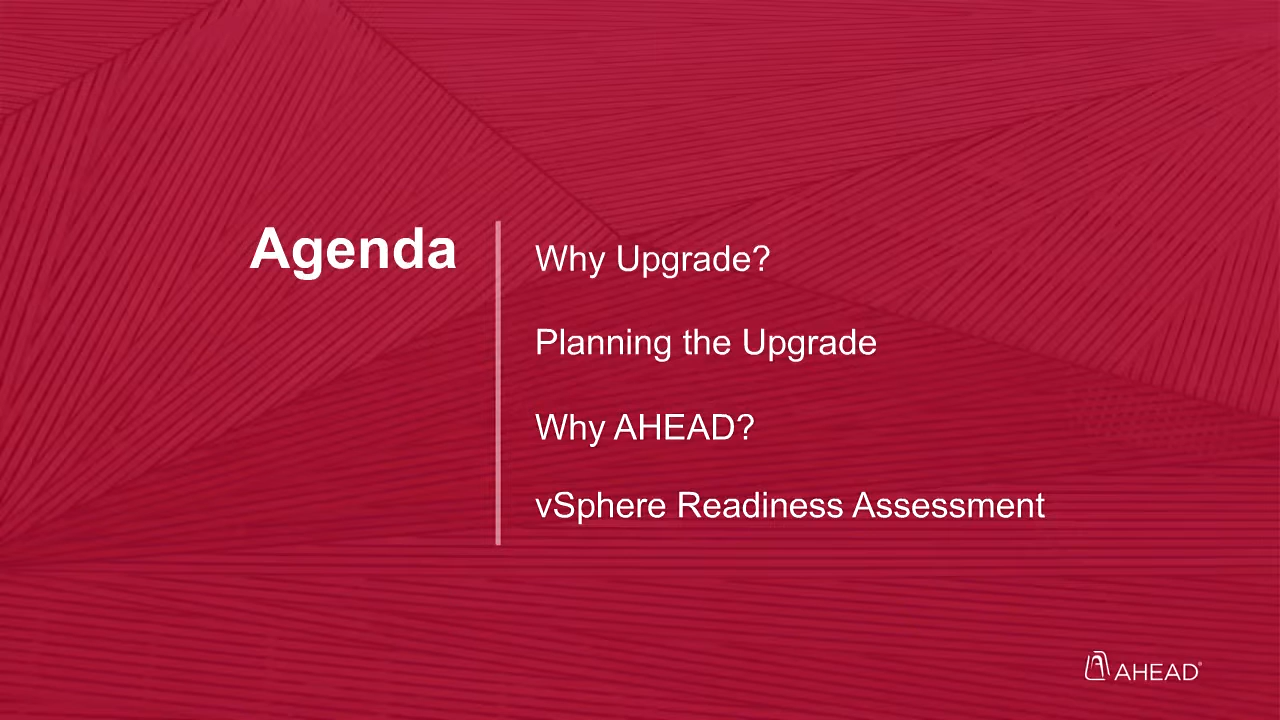 Agenda
Why Upgrade?
Planning the Upgrade
Why AHEAD?
vSphere Readiness Assessment
AHEAD®